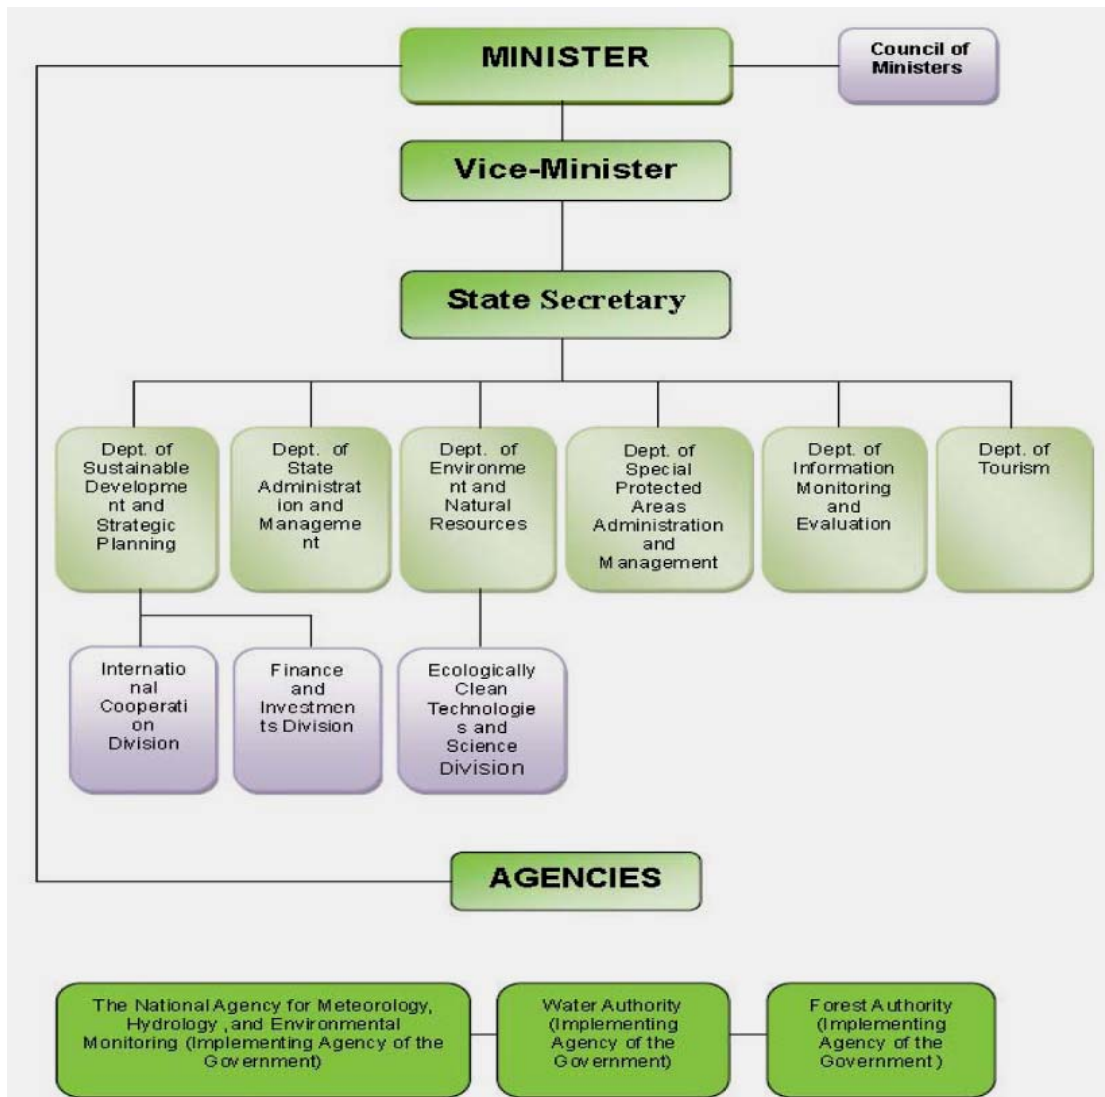 MINISTER
Council of
Ministers
Vice-Minister
State Secretary
Dept. of
Sustainable
Developme
nt and
Strategic
Planning
Dept. of
State
Administrat
ion and
Manageme
nt
Dept. of
Environme
nt and
Natural
Resources
Dept. of
Special
Protected
Areas
Administration
and
Management
Dept. of
Information
Monitoring
and
Evaluation
Dept. of
Tourism
Internatio
nal
Cooperati
on
Division
Finance
and
Investmen
ts Division
Ecologically
Clean
Technologie
s and
Science
Division
AGENCIES
The National Agency for Meteorology,
Hydrology ,and Environmental
Monitoring (Implementing Agency of the
Government)
Water Authority
(Implementing
Agency of the
Government)
Forest Authority
(Implementing
Agency of the
Government )